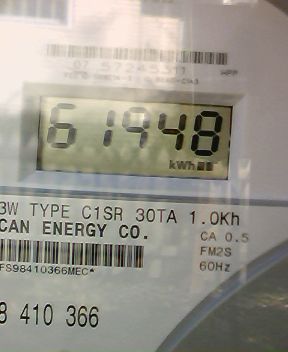 61948
kWh
3W TYPE C1SR 30TA 1.0Kh
CAN ENERGY CO.
CA 0.5
FM2S
FS98410366MEC*
60Hz
8 410 366